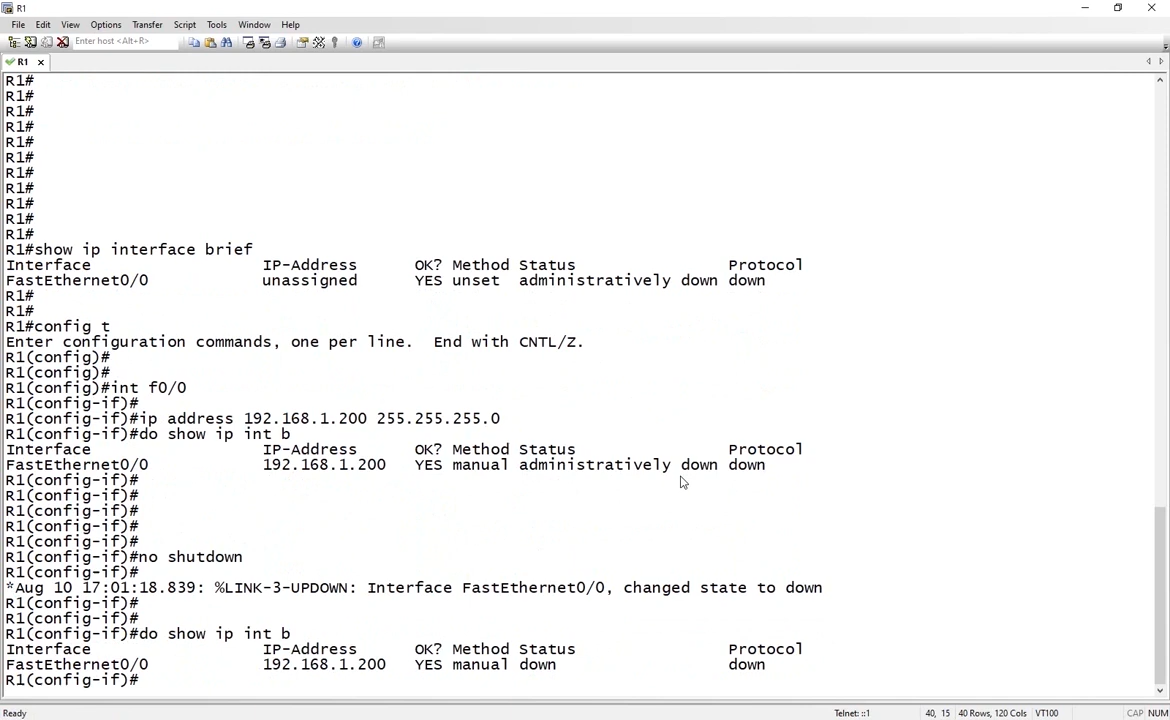 R1
File Edit View Options Transfer Script Tools Window Help
Enter host <Alt+R>
R1
R1#
R1#
R1#
R1#
R1#
R1#
R1#
R1#
R1#
R1#
R1#
R1#show ip interface brief
Interface IP-Address OK? Method Status Protocol
FastEthernet0/0 unassigned YES unset administratively down down
R1#
R1#
R1#config t
Enter configuration commands, one per line. End with CNTL/Z.
R1(config)#
R1(config)#
R1(config)#int f0/0
R1(config-if)#
R1(config-if)#ip address 192.168.1.200 255.255.255.0
R1(config-if)#do show ip int b
Interface IP-Address OK? Method Status Protocol
FastEthernet0/0 192.168.1.200 YES manual administratively down down
R1(config-if)#
R1(config-if)#
R1(config-if)#
R1(config-if)#
R1(config-if)#
R1(config-if)#no shutdown
R1(config-if)#
*Aug 10 17:01:18.839: %LINK-3-UPDOWN: Interface FastEthernet0/0, changed state to down
R1(config-if)#
R1(config-if)#
R1(config-if)#do show ip int b
Interface IP-Address OK? Method Status Protocol
FastEthernet0/0 192.168.1.200 YES manual down down
R1(config-if)#
Ready Telnet: ::1 40, 15 40 Rows, 120 Cols VT100 CAP NUM